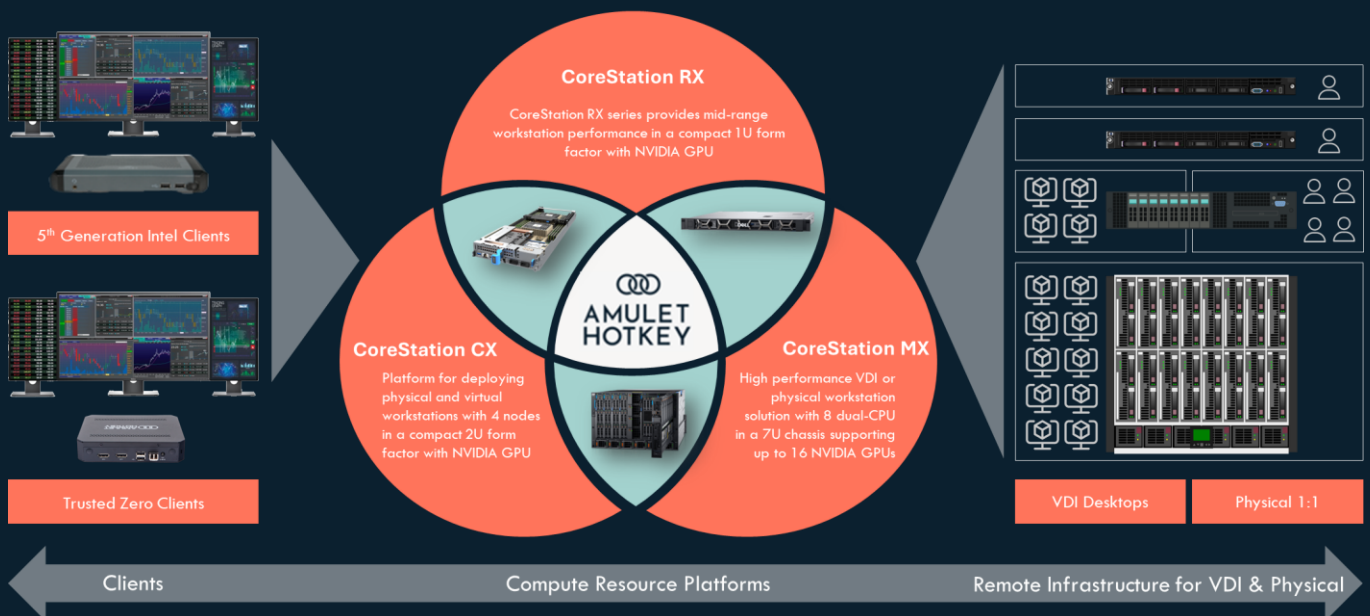 5th Generation Intel Clients
Trusted Zero Clients
CoreStation RX
CoreStation RX series provides mid-range
workstation performance in a compact 1U form
factor with NVIDIA GPU
DELL
AMULET
HOTKEY
CoreStation CX
Platform for deploying
physical and virtual
workstations with 4 nodes
in a compact 2U form
factor with NVIDIA GPU
CoreStation MX
High performance VDI or
physical workstation
solution with 8 dual-CPU
in a 7U chassis supporting
up to 16 NVIDIA GPUs
VDI Desktops
Physical 1:1
Clients
Compute Resource Platforms
Remote Infrastructure for VDI & Physical